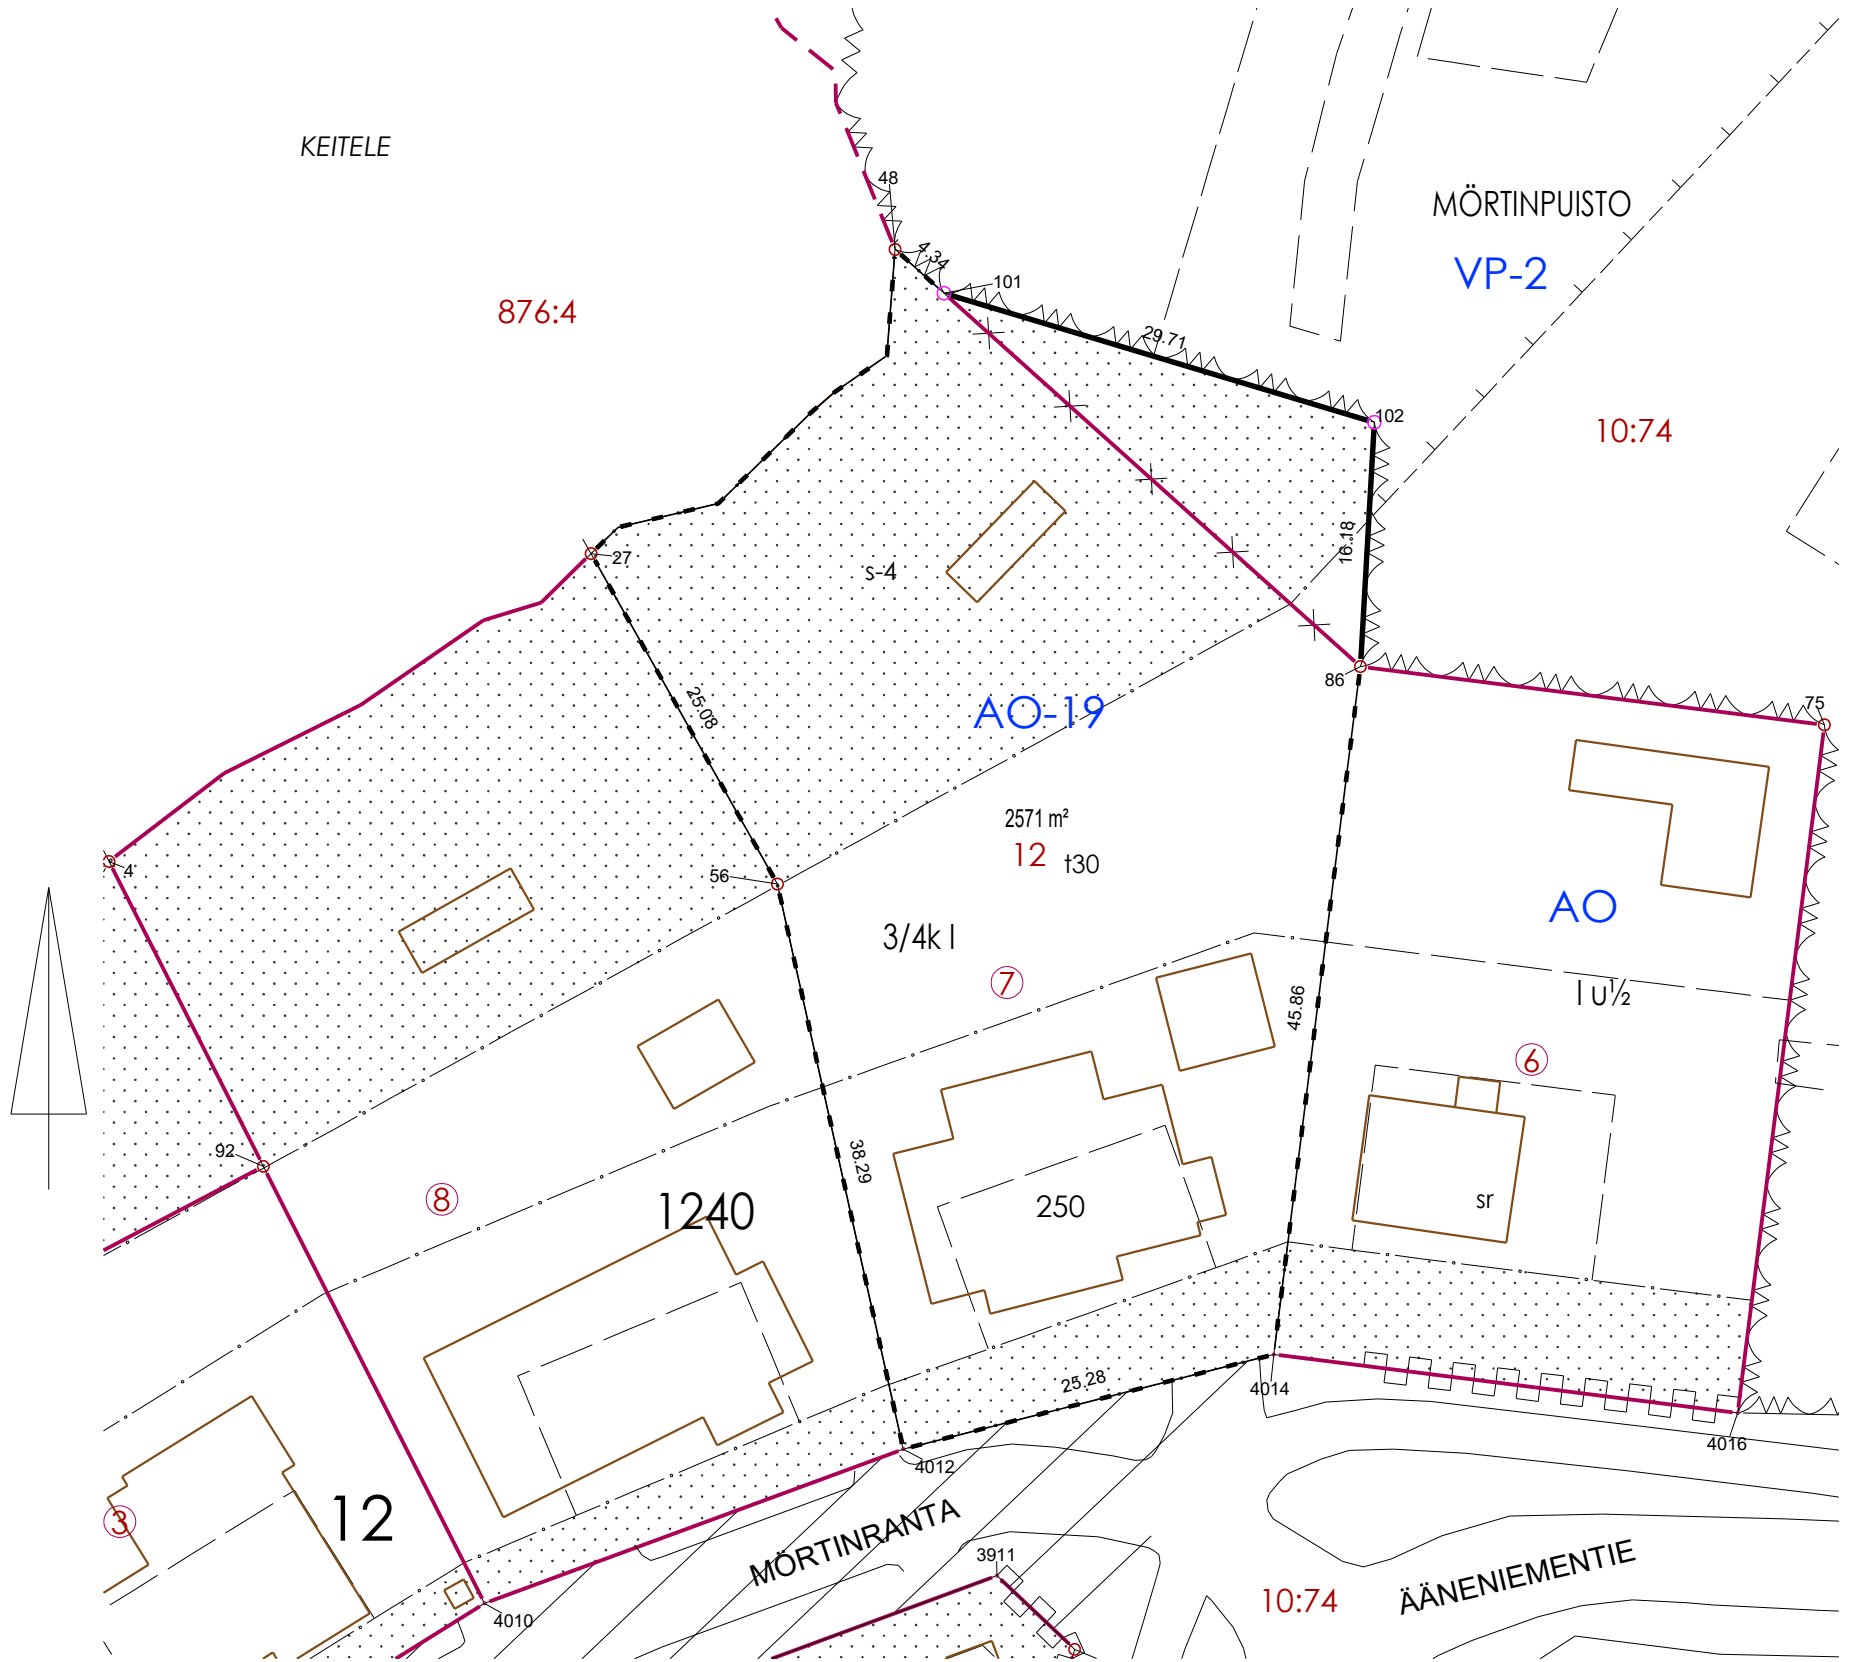 KEITELE
48
MÖRTINPUISTO
4.34
VP-2
101
876:4
29.71
102
10:74
16.18
27
s-4
86
25.08
AO-19
75
2571 m²
12
t30
4
56
AO
3/4k I
7
I u½
45.86
6
92
38.29
8
1240
250
sr
25.28
4014
4016
4012
12
3
MÖRTINRANTA
3911
ÄÄNENIEMENTIE
10:74
4010